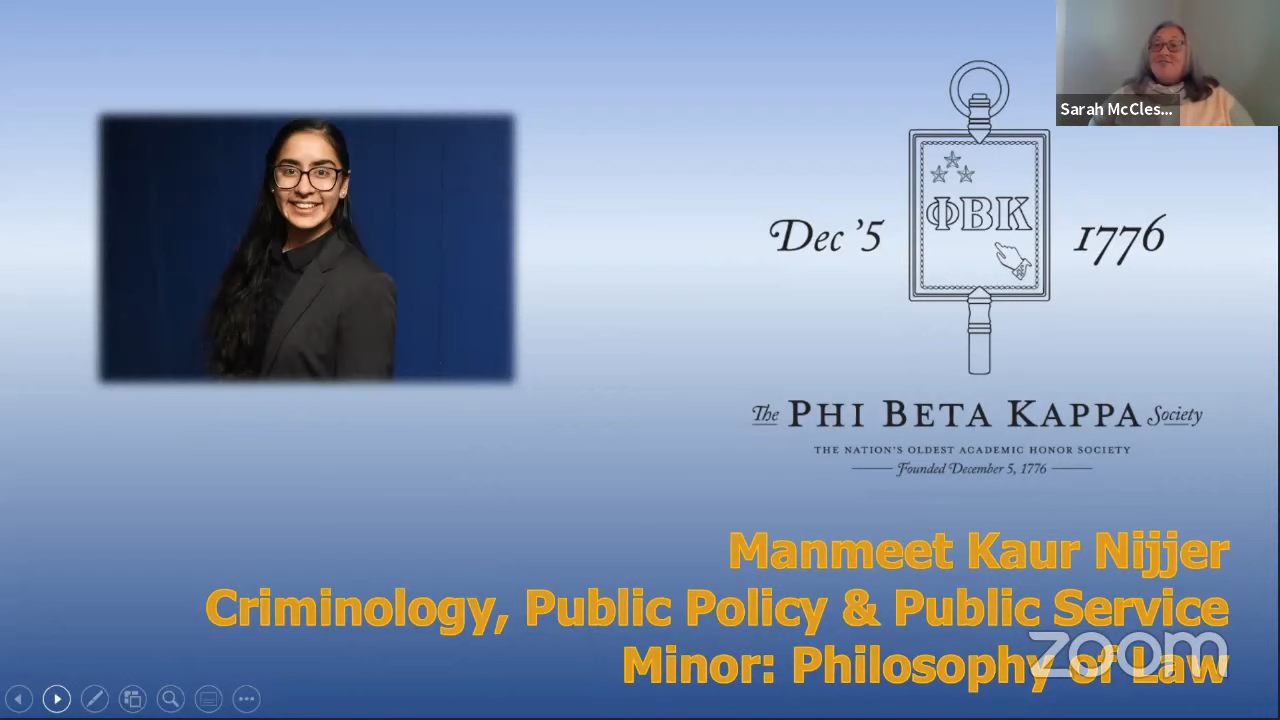 Sarah McCles...
Dec '5
ΦΒΚ
1776
The PHI BETA KAPPA Society
THE NATION'S OLDEST ACADEMIC HONOR SOCIETY
Founded December 5, 1776
Manmeet Kaur Nijjer
Criminology, Public Policy & Public Service
Minor: Philosophy of Law
zoom